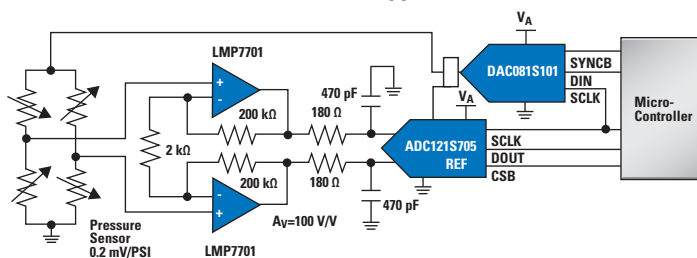 LMP7701
VA
DAC081S101
SYNCB
DIN
SCLK
Micro-
Controller
470 pF
VA
200 kΩ
180 Ω
2 kΩ
ADC121S705
REF
SCLK
DOUT
CSB
200 kΩ
180 Ω
470 pF
AV=100 V/V
Pressure
Sensor
0.2 mV/PSI
LMP7701
+
-
-
+